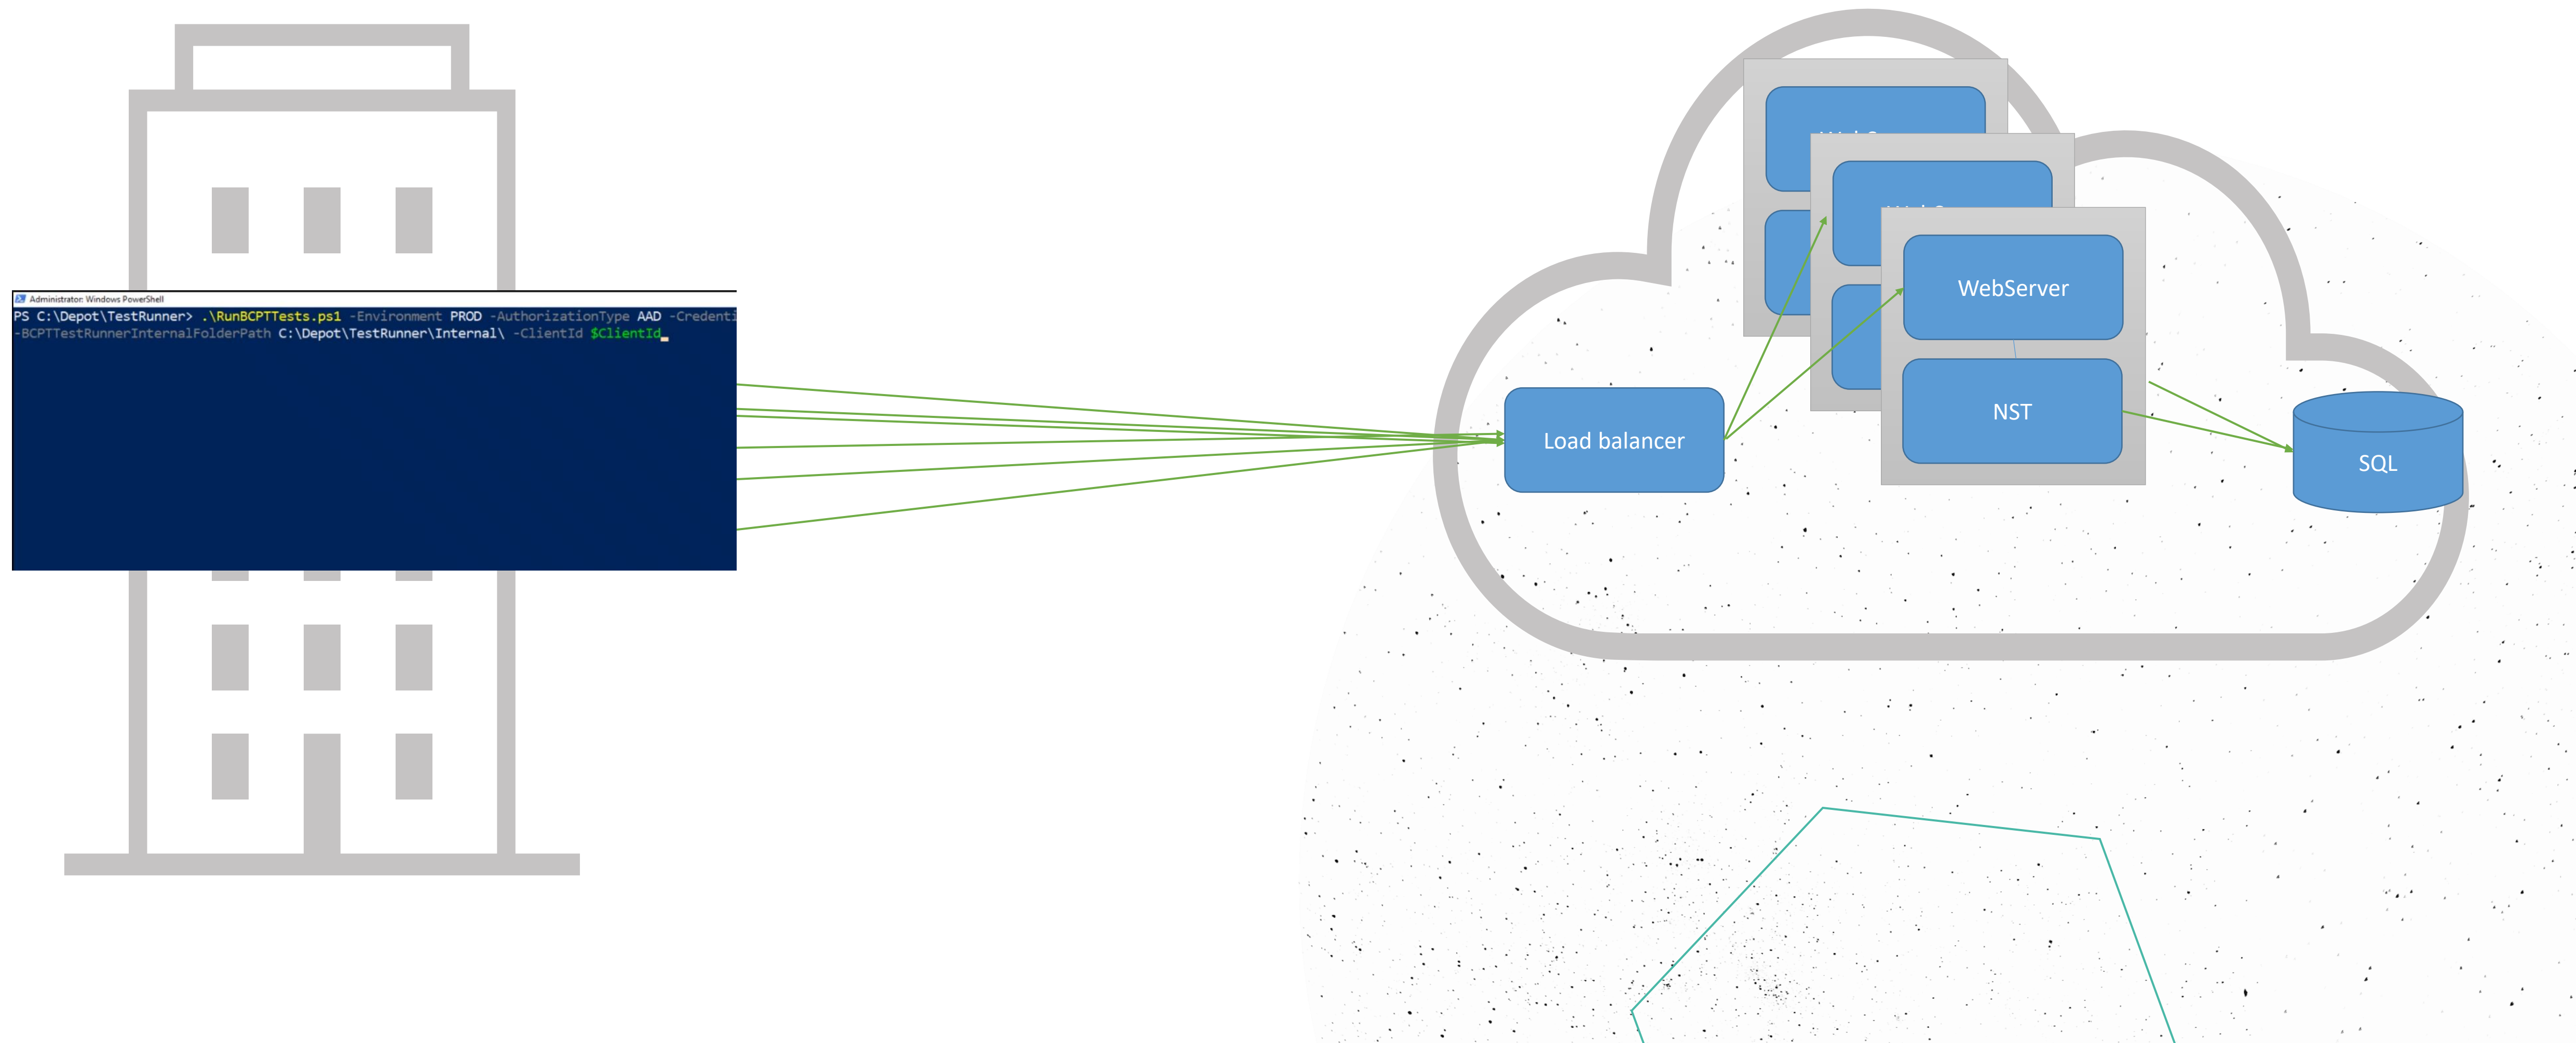 Administrator: Windows PowerShell
PS C:\Depot\TestRunner> .\RunBCPTTests.ps1 -Environment PROD -AuthorizationType AAD -Credenti
-BCPTTestRunnerInternalFolderPath C:\Depot\TestRunner\Internal\ -ClientId $ClientId
WebServer
NST
Load balancer
SQL